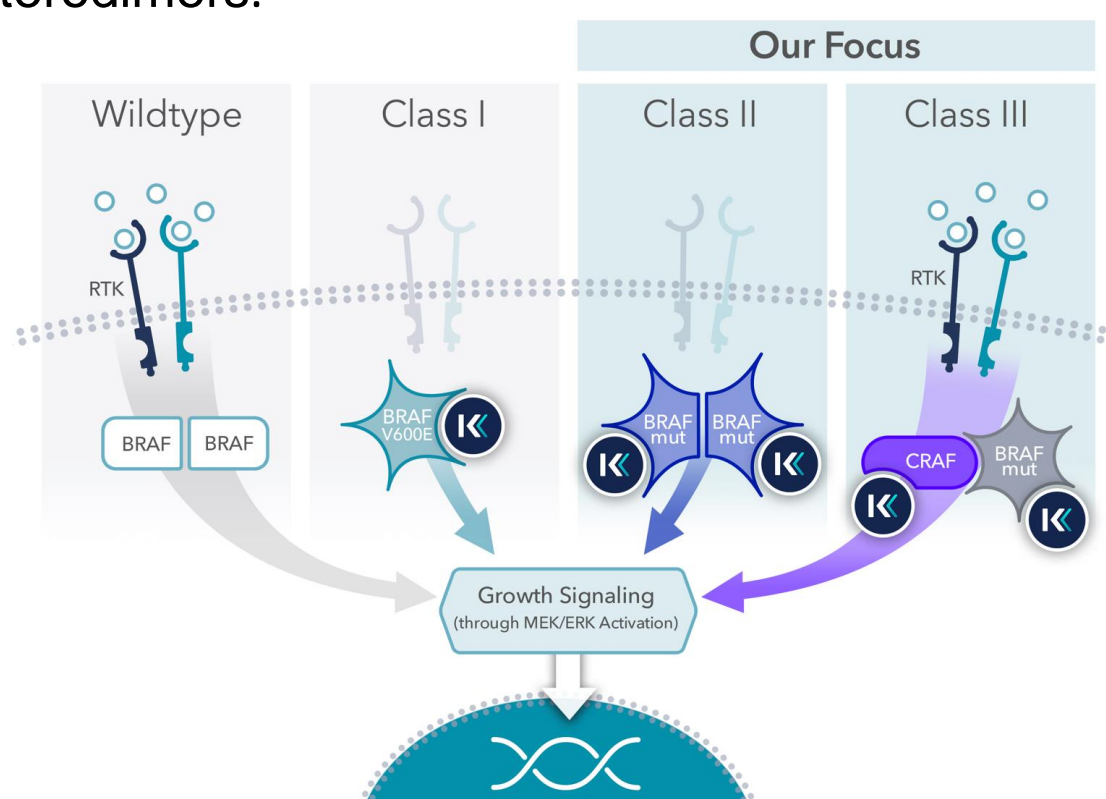 Our Focus
Wildtype
Class I
Class II
Class III
RTK
RTK
BRAF
BRAF
BRAF
V600E
BRAF
mut
BRAF
mut
CRAF
BRAF
mut
Growth Signaling
(through MEK/ERK Activation)